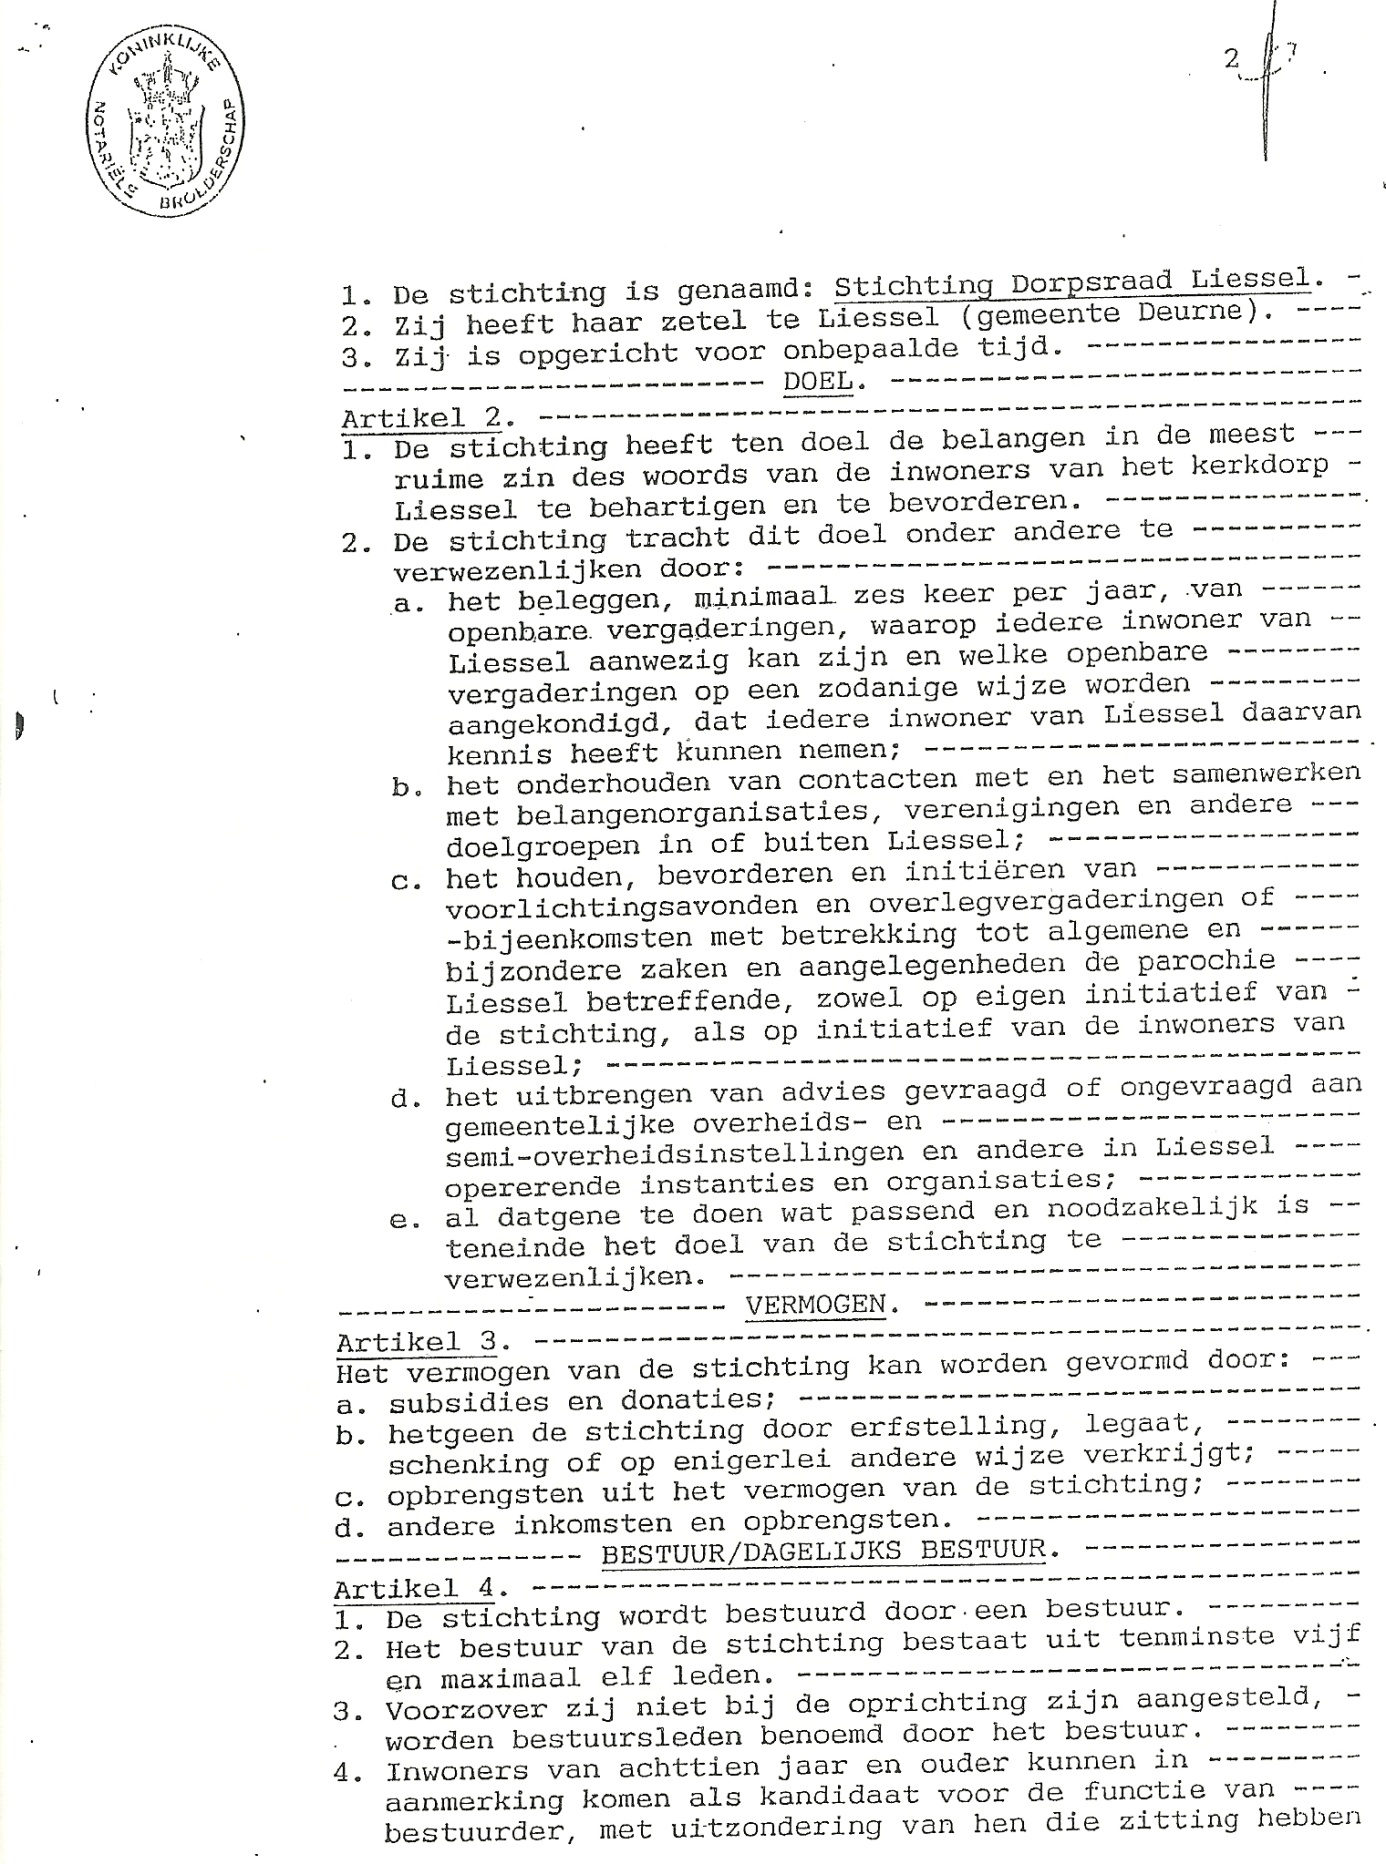 KONINKLIJKE
NOTARIËLE BROEDERSCHAP
2
1. De stichting is genaamd: Stichting Dorpsraad Liessel. -
2. Zij heeft haar zetel te Liessel (gemeente Deurne). ----
3. Zij is opgericht voor onbepaalde tijd. ----------------
------------------------ DOEL. ---------------------------
Artikel 2. -----------------------------------------------
1. De stichting heeft ten doel de belangen in de meest ---
ruime zin des woords van de inwoners van het kerkdorp -
Liessel te behartigen en te bevorderen. ---------------
2. De stichting tracht dit doel onder andere te ----------
verwezenlijken door: ----------------------------------
a. het beleggen, minimaal zes keer per jaar, van ------
openbare vergaderingen, waarop iedere inwoner van --
Liessel aanwezig kan zijn en welke openbare --------
vergaderingen op een zodanige wijze worden ---------
aangekondigd, dat iedere inwoner van Liessel daarvan
kennis heeft kunnen nemen; -------------------------
b. het onderhouden van contacten met en het samenwerken
met belangenorganisaties, verenigingen en andere ---
doelgroepen in of buiten Liessel; ------------------
c. het houden, bevorderen en initiëren van ------------
voorlichtingsavonden en overlegvergaderingen of ----
-bijeenkomsten met betrekking tot algemene en ------
bijzondere zaken en aangelegenheden de parochie ----
Liessel betreffende, zowel op eigen initiatief van -
de stichting, als op initiatief van de inwoners van
Liessel; -------------------------------------------
d. het uitbrengen van advies gevraagd of ongevraagd aan
gemeentelijke overheids- en ------------------------
semi-overheidsinstellingen en andere in Liessel ----
opererende instanties en organisaties; -------------
e. al datgene te doen wat passend en noodzakelijk is --
teneinde het doel van de stichting te --------------
verwezenlijken. ------------------------------------
---------------------- VERMOGEN. -------------------------
Artikel 3. -----------------------------------------------
Het vermogen van de stichting kan worden gevormd door: ---
a. subsidies en donaties; --------------------------------
b. hetgeen de stichting door erfstelling, legaat, --------
schenking of op enigerlei andere wijze verkrijgt; -----
c. opbrengsten uit het vermogen van de stichting; --------
d. andere inkomsten en opbrengsten. ----------------------
-------------- BESTUUR/DAGELIJKS BESTUUR. ----------------
Artikel 4. -----------------------------------------------
1. De stichting wordt bestuurd door een bestuur. ---------
2. Het bestuur van de stichting bestaat uit tenminste vijf
en maximaal elf leden. --------------------------------
3. Voorzover zij niet bij de oprichting zijn aangesteld, -
worden bestuursleden benoemd door het bestuur. --------
4. Inwoners van achttien jaar en ouder kunnen in ---------
aanmerking komen als kandidaat voor de functie van ----
bestuurder, met uitzondering van hen die zitting hebben